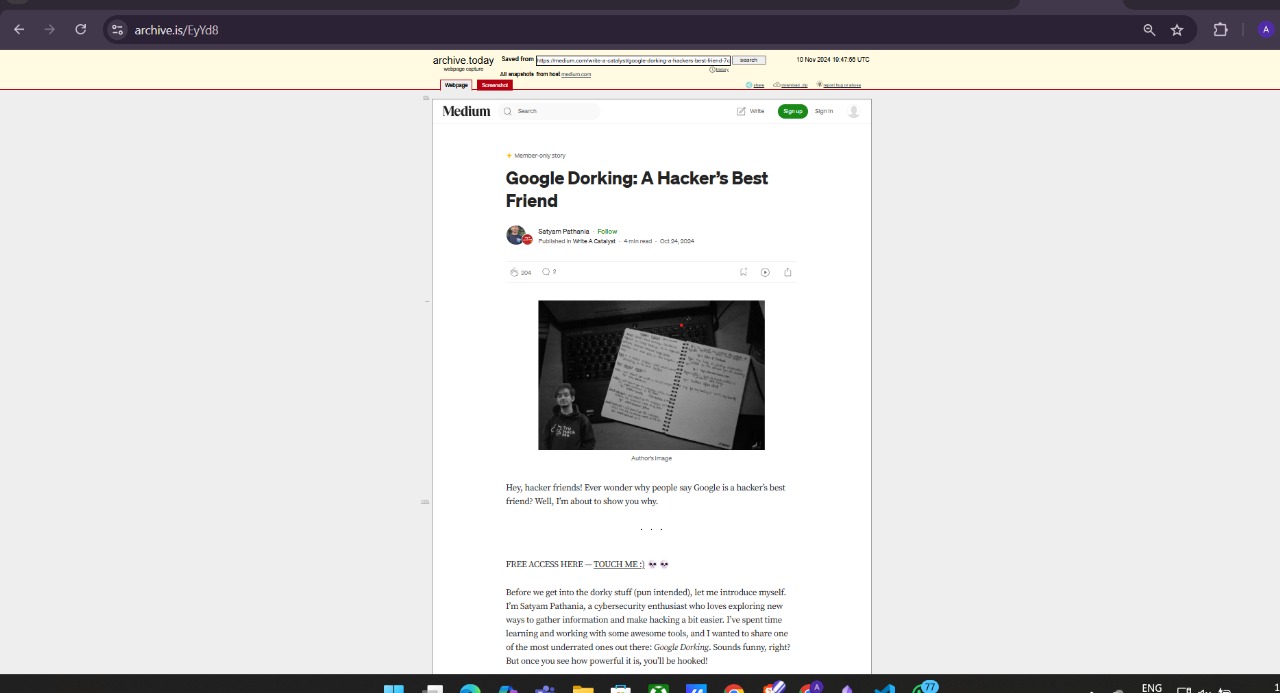 archive.is/EyYd8
A
archive.today
webpage capture
Saved from
https://medium.com/write-a-catalyst/google-dorking-a-hackers-best-friend-7
search
10 Nov 2024 19:47:56 UTC
history
All snapshots from host medium.com
Webpage
Screenshot
share
download .zip
report bug or abuse
Medium
Search
Write
Sign up
Sign in
Member-only story
Google Dorking: A Hacker’s Best
Friend
Satyam Pathania · Follow
Published in Write A Catalyst · 4 min read · Oct 24, 2024
204
2
Author's Image
Hey, hacker friends! Ever wonder why people say Google is a hacker’s best
friend? Well, I’m about to show you why.
. . .
FREE ACCESS HERE — TOUCH ME :) 💀 💀
Before we get into the dorky stuff (pun intended), let me introduce myself.
I’m Satyam Pathania, a cybersecurity enthusiast who loves exploring new
ways to gather information and make hacking a bit easier. I’ve spent time
learning and working with some awesome tools, and I wanted to share one
of the most underrated ones out there: Google Dorking. Sounds funny, right?
But once you see how powerful it is, you’ll be hooked!
77
ENG